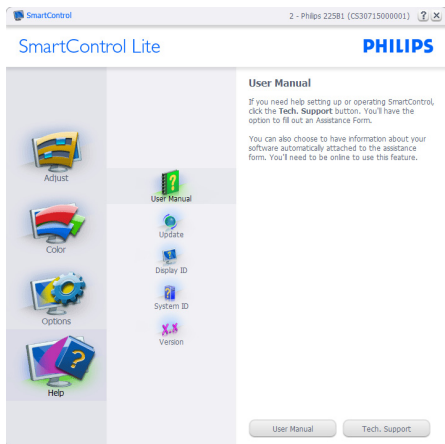 SmartControl
2 - Philips 225B1 (CS30715000001)
SmartControl Lite
PHILIPS
Adjust
Color
Options
Help
User Manual
Update
Display ID
System ID
X.X
Version
User Manual
If you need help setting up or operating SmartControl,
click the Tech. Support button. You'll have the
option to fill out an Assistance Form.
You can also choose to have information about your
software automatically attached to the assistance
form. You'll need to be online to use this feature.
User Manual
Tech. Support